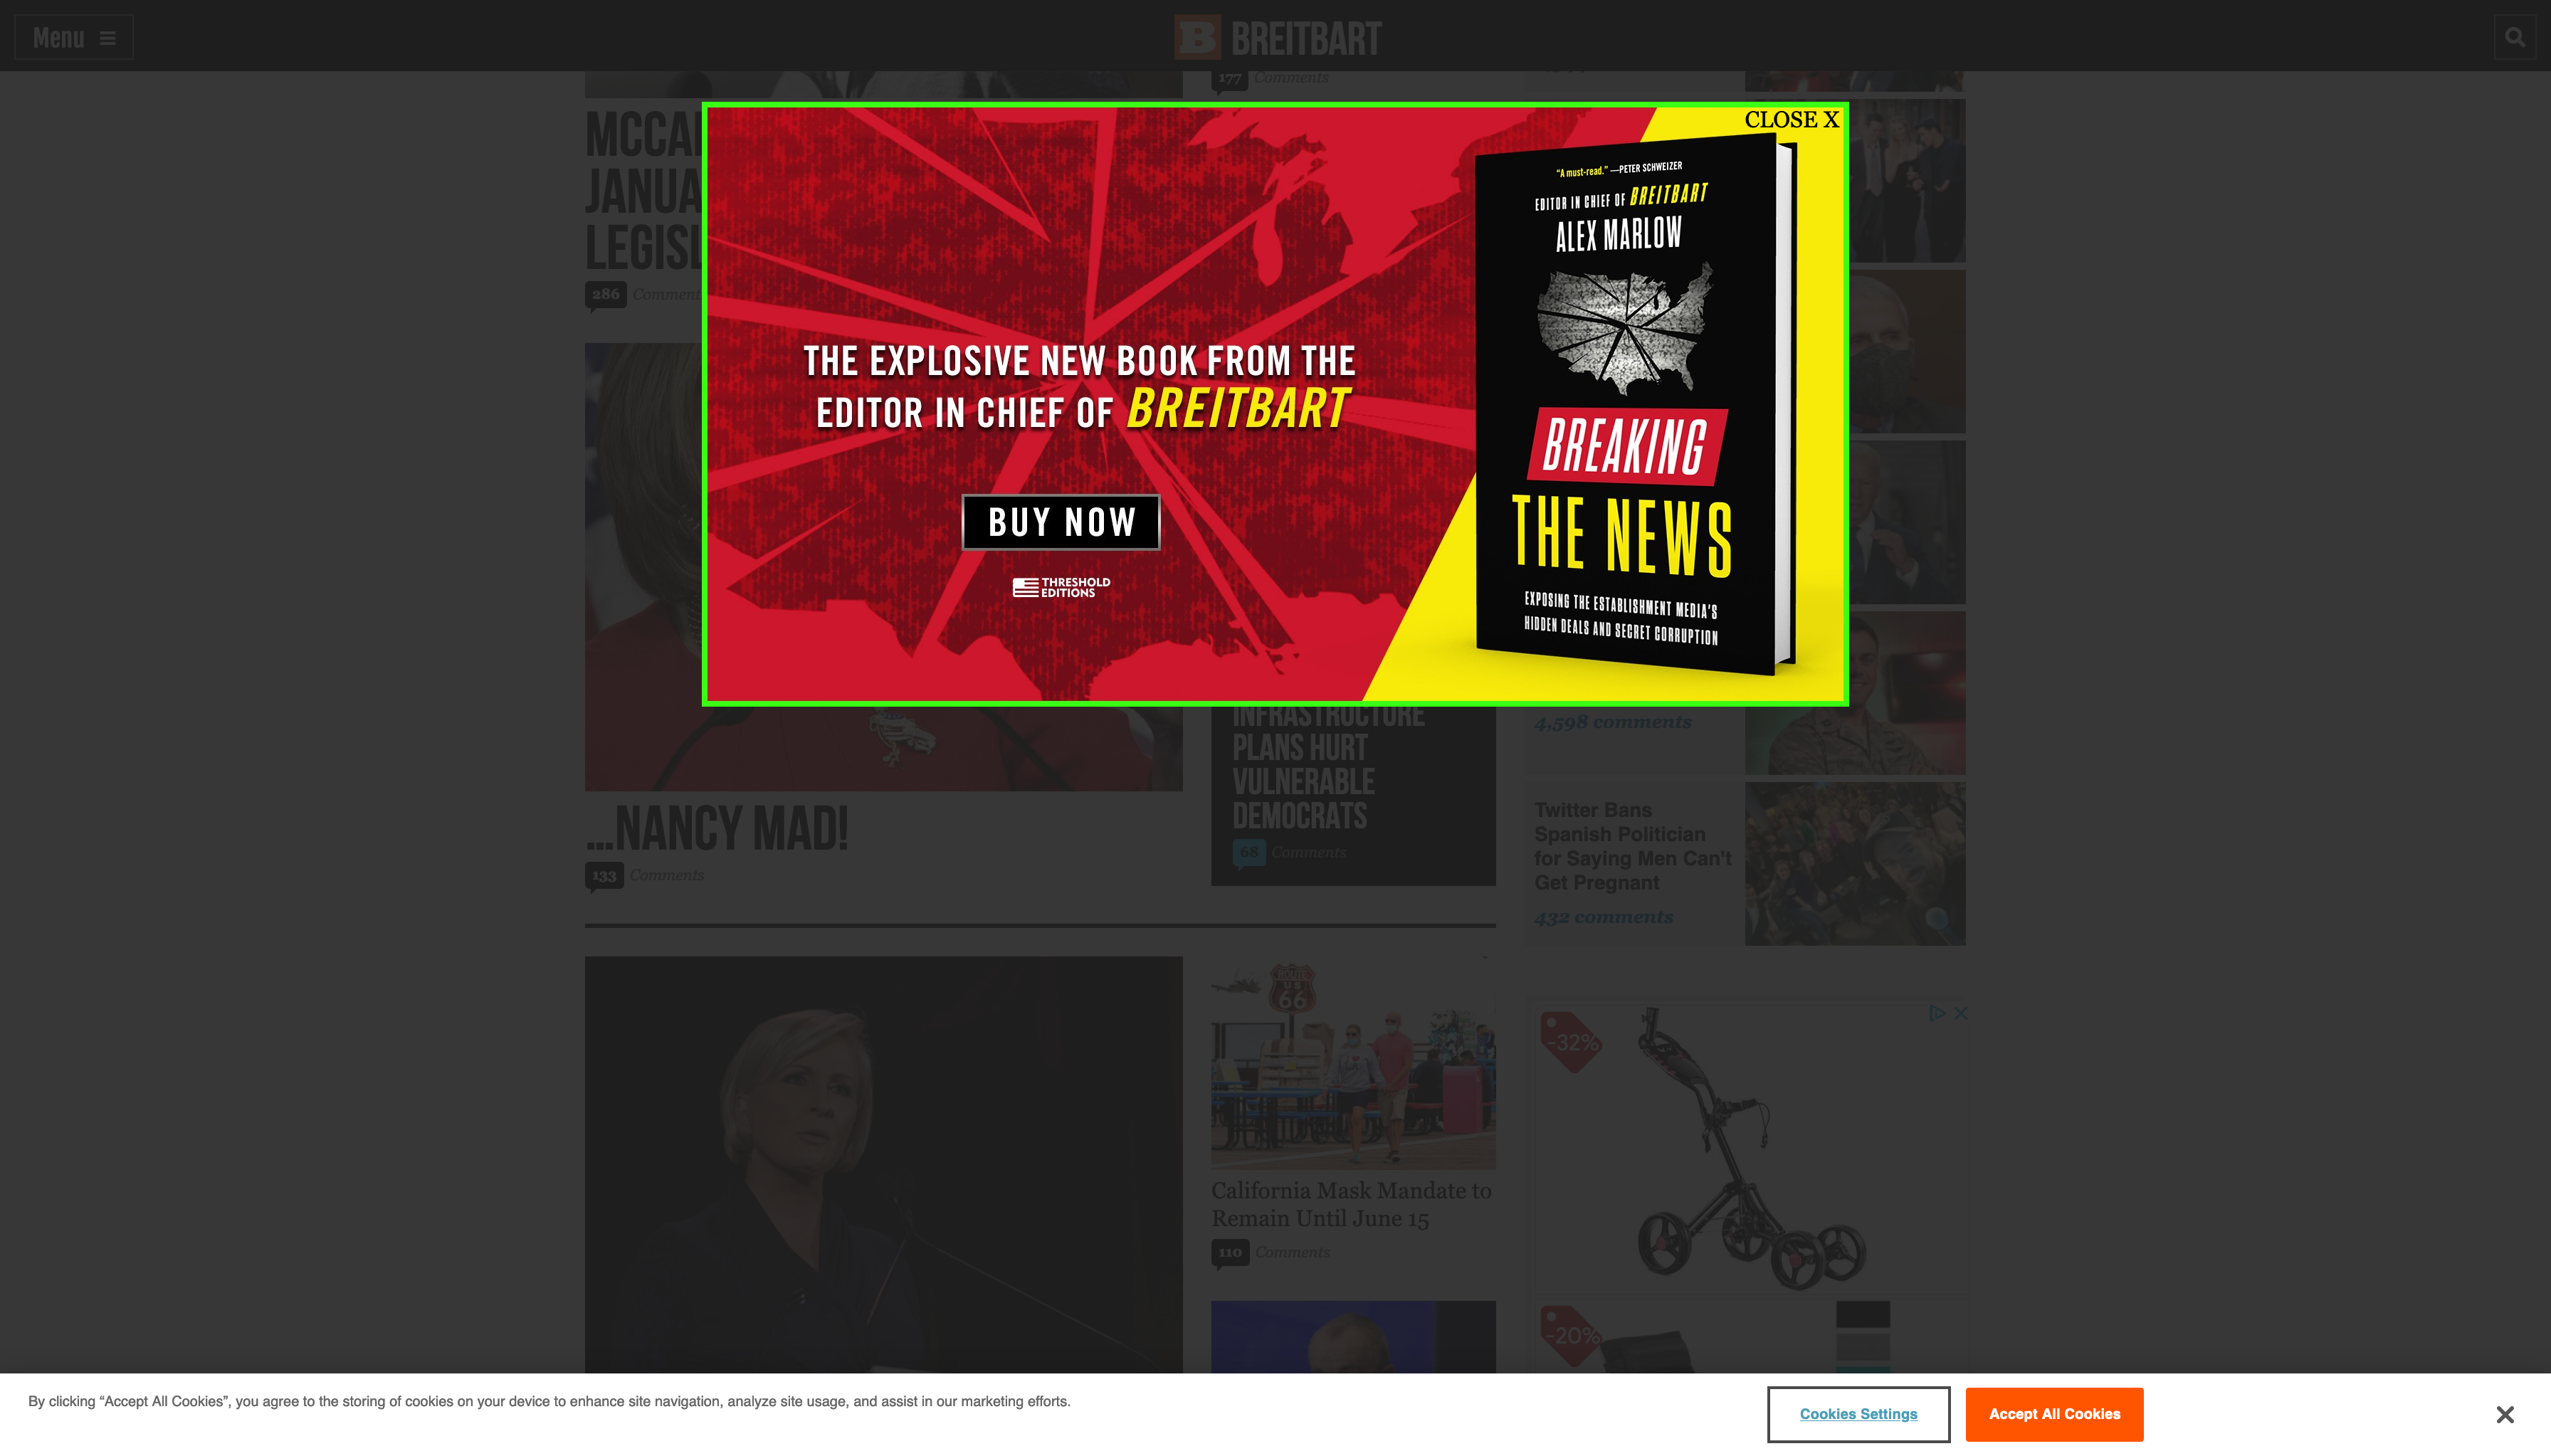 Menu
BREITBART
177 Comments
MCCA
JANUA
LEGISL
286 Comment
CLOSE X
"A must-read." —PETER SCHWEIZER
EDITOR IN CHIEF OF BREITBART
ALEX MARLOW
BREAKING
THE NEWS
EXPOSING THE ESTABLISHMENT MEDIA'S
HIDDEN DEALS AND SECRET CORRUPTION
THE EXPLOSIVE NEW BOOK FROM THE
EDITOR IN CHIEF OF BREITBART
BUY NOW
THRESHOLD
EDITIONS
...NANCY MAD!
133 Comments
INFRASTRUCTURE
PLANS HURT
VULNERABLE
DEMOCRATS
68 Comments
4,598 comments
Twitter Bans
Spanish Politician
for Saying Men Can't
Get Pregnant
432 comments
ROUTE
US
66
California Mask Mandate to
Remain Until June 15
110 Comments
-32%
-20%
By clicking “Accept All Cookies”, you agree to the storing of cookies on your device to enhance site navigation, analyze site usage, and assist in our marketing efforts.
Cookies Settings
Accept All Cookies